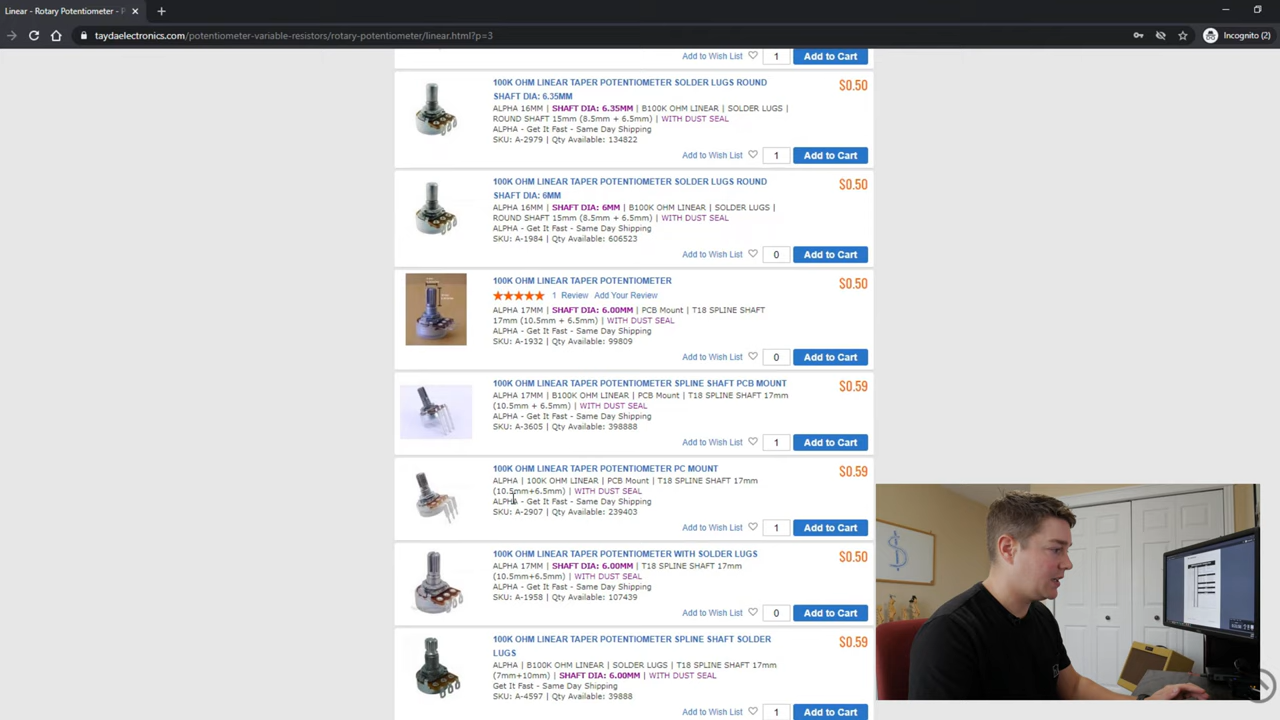 Linear - Rotary Potentiometer - P
taydaelectronics.com/potentiometer-variable-resistors/rotary-potentiometer/linear.html?p=3
Incognito (2)
Add to Wish List 1 Add to Cart
100K OHM LINEAR TAPER POTENTIOMETER SOLDER LUGS ROUND
SHAFT DIA: 6.35MM
$0.50
ALPHA 16MM | SHAFT DIA: 6.35MM | B100K OHM LINEAR | SOLDER LUGS |
ROUND SHAFT 15mm (8.5mm + 6.5mm) | WITH DUST SEAL
ALPHA - Get It Fast - Same Day Shipping
SKU: A-2979 | Qty Available: 134822
Add to Wish List 1 Add to Cart
100K OHM LINEAR TAPER POTENTIOMETER SOLDER LUGS ROUND
SHAFT DIA: 6MM
$0.50
ALPHA 16MM | SHAFT DIA: 6MM | B100K OHM LINEAR | SOLDER LUGS |
ROUND SHAFT 15mm (8.5mm + 6.5mm) | WITH DUST SEAL
ALPHA - Get It Fast - Same Day Shipping
SKU: A-1984 | Qty Available: 606523
Add to Wish List 0 Add to Cart
100K OHM LINEAR TAPER POTENTIOMETER
$0.50
1 Review Add Your Review
ALPHA 17MM | SHAFT DIA: 6.00MM | PCB Mount | T18 SPLINE SHAFT
17mm (10.5mm + 6.5mm) | WITH DUST SEAL
ALPHA - Get It Fast - Same Day Shipping
SKU: A-1932 | Qty Available: 99809
Add to Wish List 0 Add to Cart
100K OHM LINEAR TAPER POTENTIOMETER SPLINE SHAFT PCB MOUNT
$0.59
ALPHA 17MM | B100K OHM LINEAR | PCB Mount | T18 SPLINE SHAFT 17mm
(10.5mm + 6.5mm) | WITH DUST SEAL
ALPHA - Get It Fast - Same Day Shipping
SKU: A-3605 | Qty Available: 398888
Add to Wish List 1 Add to Cart
100K OHM LINEAR TAPER POTENTIOMETER PC MOUNT
$0.59
ALPHA | 100K OHM LINEAR | PCB Mount | T18 SPLINE SHAFT 17mm
(10.5mm+6.5mm) | WITH DUST SEAL
ALPHA - Get It Fast - Same Day Shipping
SKU: A-2907 | Qty Available: 239403
Add to Wish List 1 Add to Cart
100K OHM LINEAR TAPER POTENTIOMETER WITH SOLDER LUGS
$0.50
ALPHA 17MM | SHAFT DIA: 6.00MM | T18 SPLINE SHAFT 17mm
(10.5mm+6.5mm) | WITH DUST SEAL
ALPHA - Get It Fast - Same Day Shipping
SKU: A-1958 | Qty Available: 107439
Add to Wish List 0 Add to Cart
100K OHM LINEAR TAPER POTENTIOMETER SPLINE SHAFT SOLDER
LUGS
$0.59
ALPHA | B100K OHM LINEAR | SOLDER LUGS | T18 SPLINE SHAFT 17mm
(7mm+10mm) | SHAFT DIA: 6.00MM | WITH DUST SEAL
Get It Fast - Same Day Shipping
SKU: A-4597 | Qty Available: 39888
Add to Wish List 1 Add to Cart